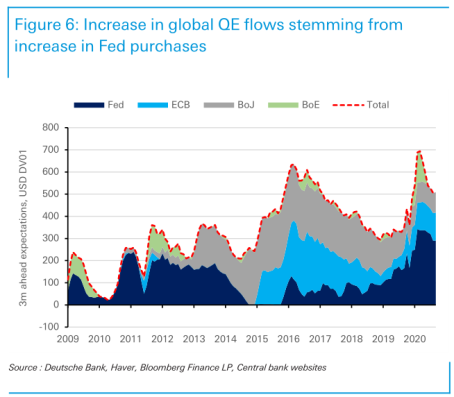 Figure 6: Increase in global QE flows stemming from
increase in Fed purchases
Fed ECB BoJ BoE Total
3m ahead expectations, USD DV01
800
700
600
500
400
300
200
100
0
-100
2009 2010 2011 2012 2013 2014 2015 2016 2017 2018 2019 2020
Source : Deutsche Bank, Haver, Bloomberg Finance LP, Central bank websites